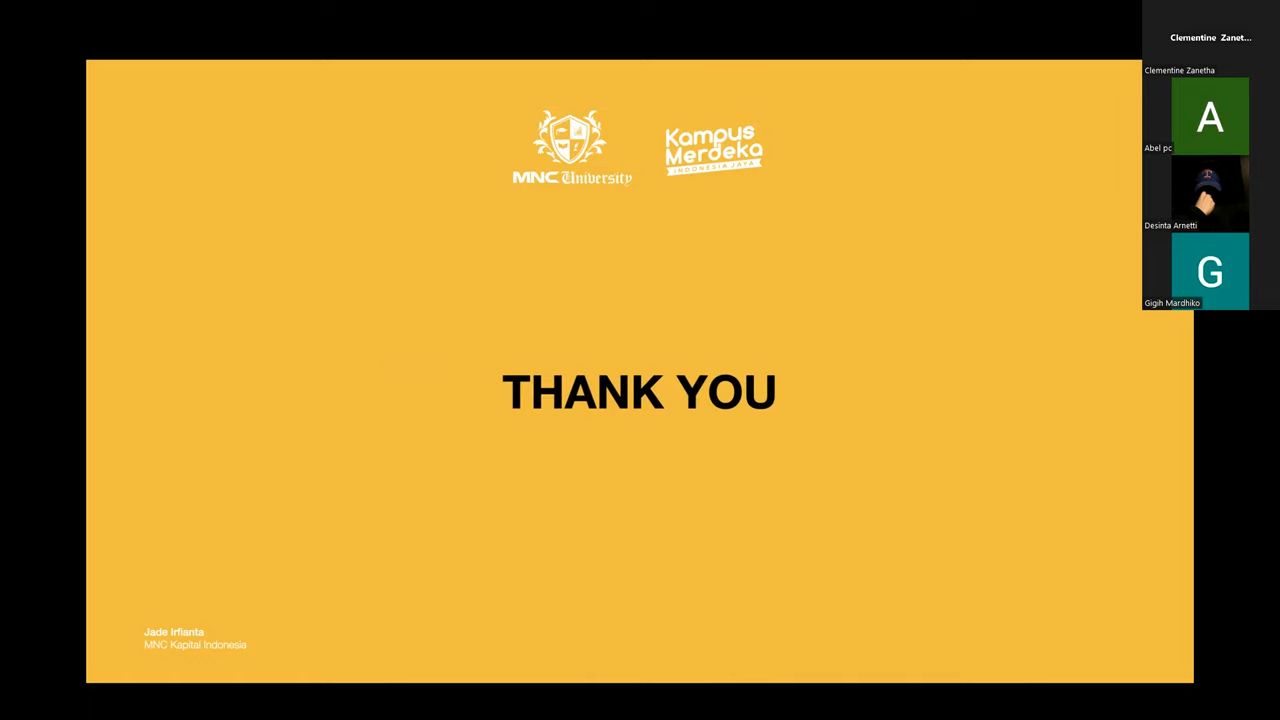 MNC University
Kampus
Merdeka
INDONESIA JAYA
THANK YOU
Jade Irfianta
MNC Kapital Indonesia
Clementine Zanet...
Clementine Zanetha
A
Abel pc
T
Desinta Arnetti
G
Gigih Mardhiko